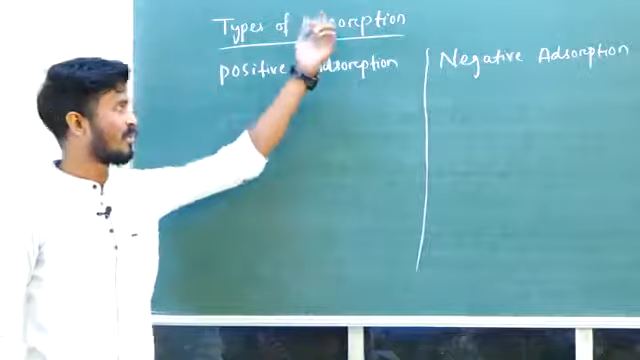 Types of Adsorption
positive Adsorption
Negative Adsorption